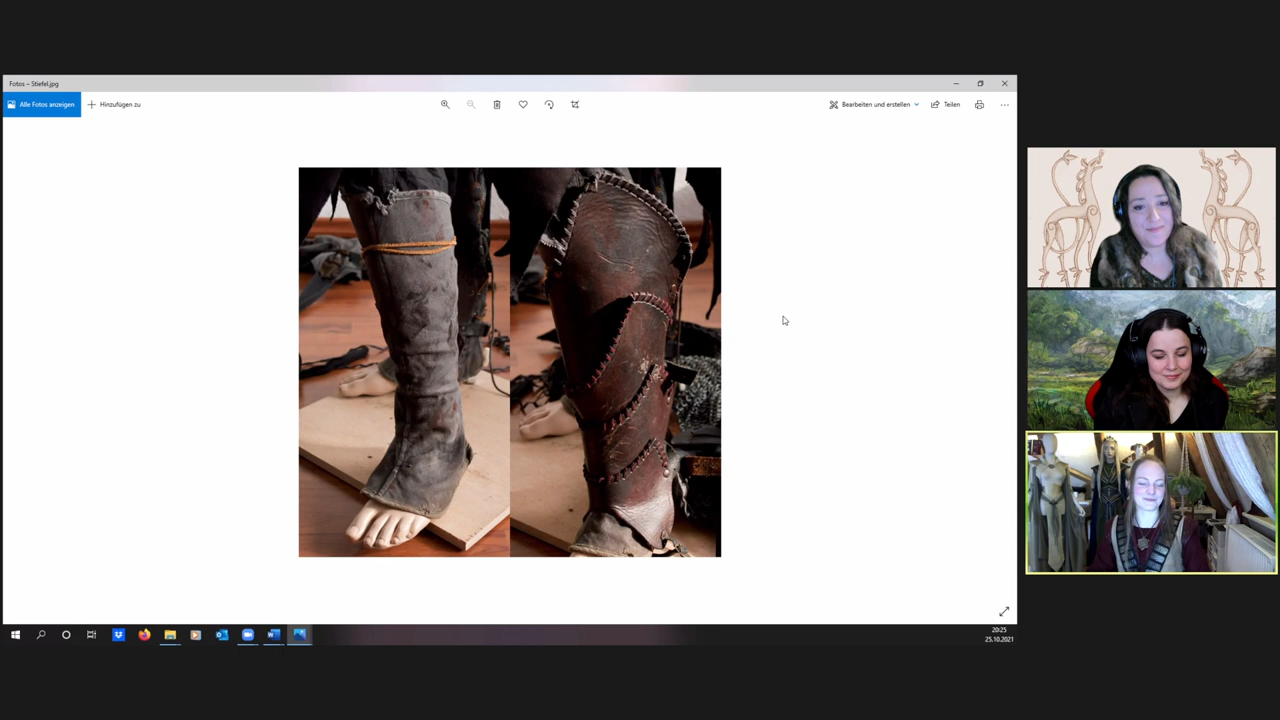 Fotos – Stiefel.jpg
Alle Fotos anzeigen
Hinzufügen zu
Bearbeiten und erstellen
Teilen
20:25
25.10.2021